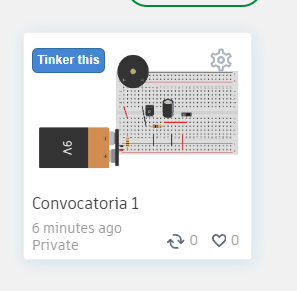 Tinker this
9V
Convocatoria 1
6 minutes ago
Private
0
0